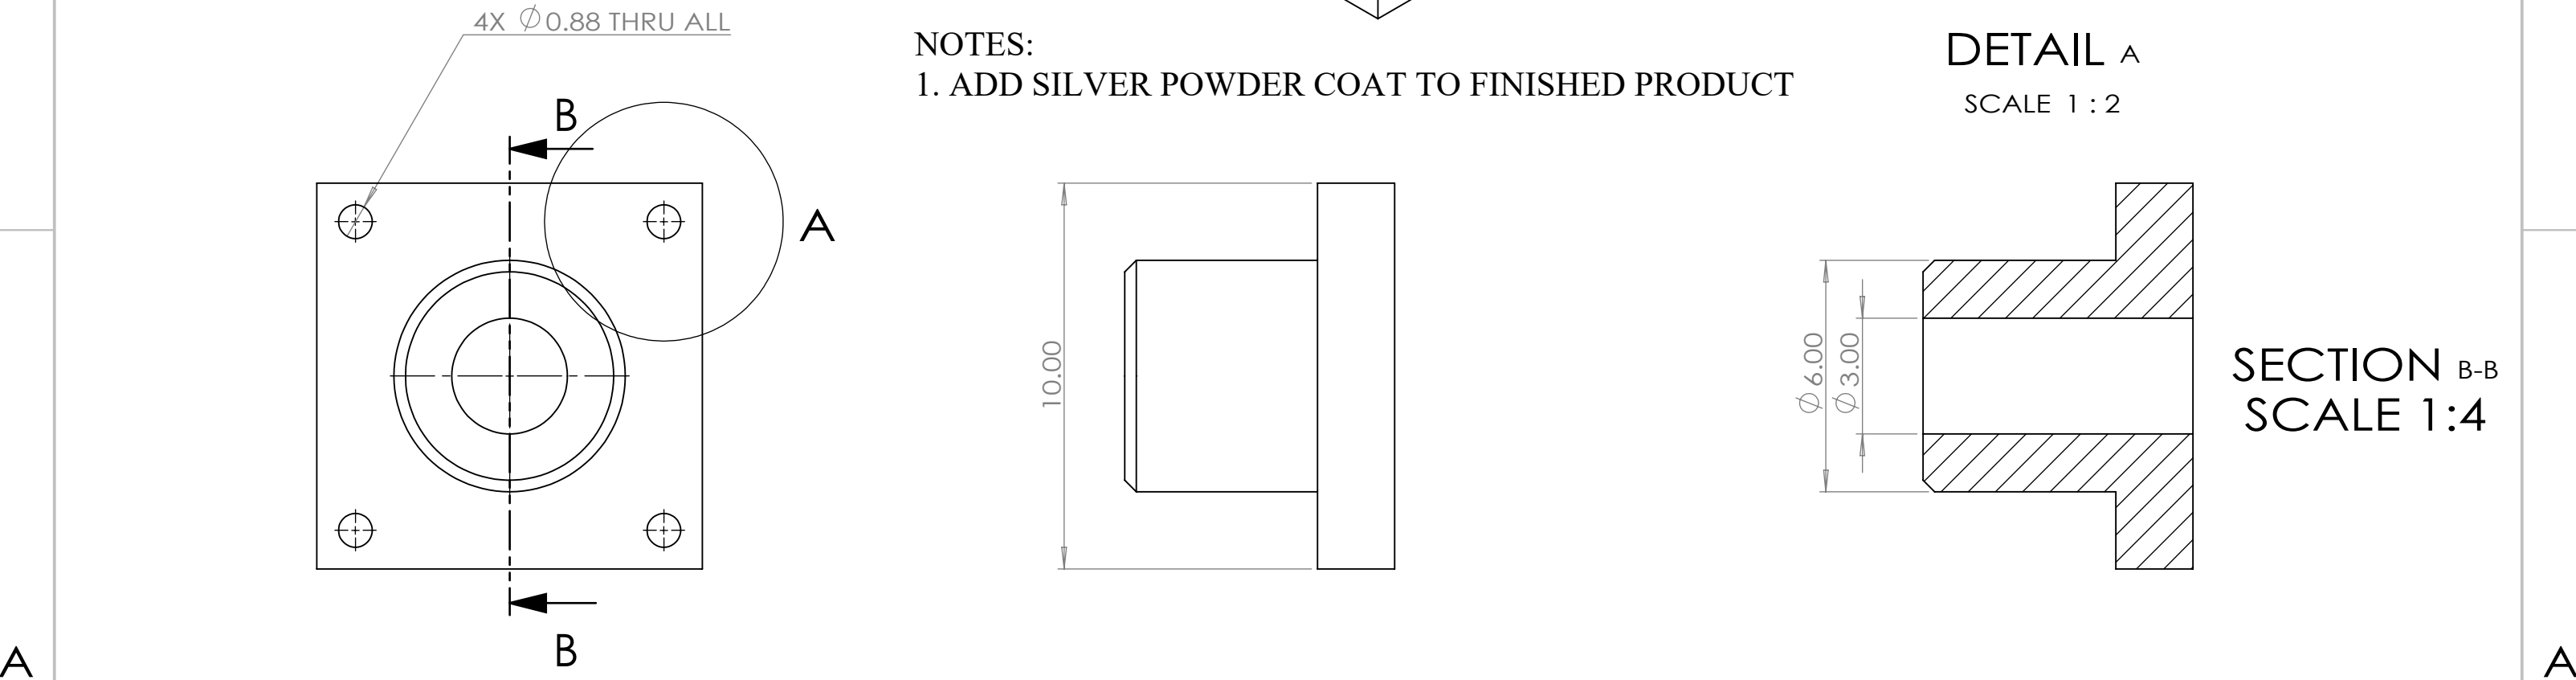 4X ∅0.88 THRU ALL
NOTES:
1. ADD SILVER POWDER COAT TO FINISHED PRODUCT
DETAIL A
SCALE 1 : 2
B
A
B
10.00
∅6.00
∅3.00
SECTION B-B
SCALE 1:4
A
A